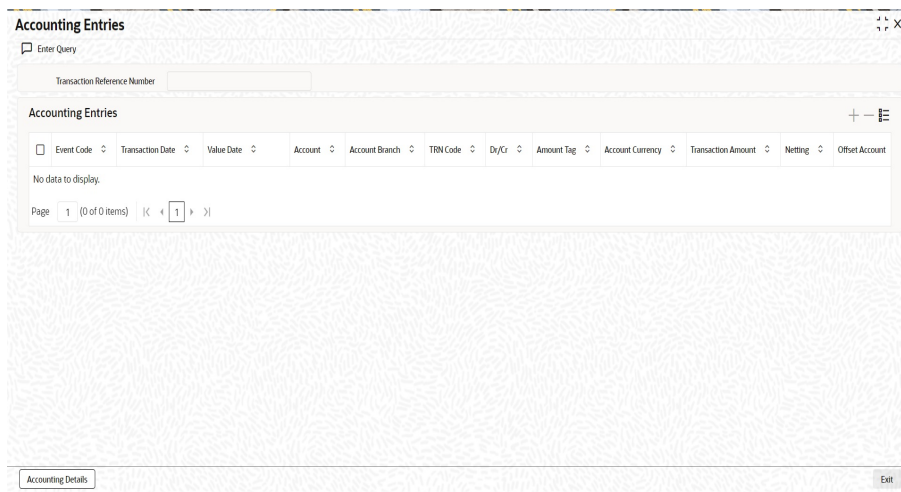 Accounting Entries
Enter Query
Transaction Reference Number
Accounting Entries
Event Code Transaction Date Value Date Account Account Branch TRN Code Dr/Cr Amount Tag Account Currency Transaction Amount Netting Offset Account
No data to display.
Page 1 (0 of 0 items) 1
Accounting Details Exit